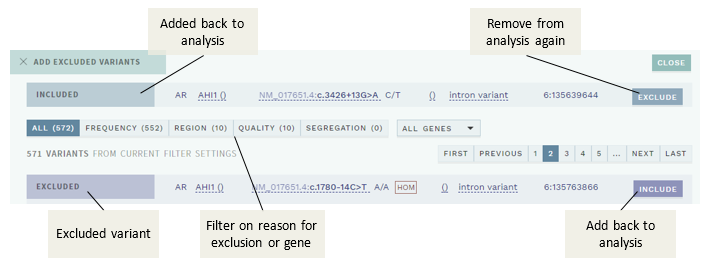 Added back to
analysis
Remove from
analysis again
× ADD EXCLUDED VARIANTS
CLOSE
INCLUDED AR AHI1 () NM_017651.4:c.3426+13G>A C/T () intron variant 6:135639644 EXCLUDE
ALL (572) FREQUENCY (552) REGION (10) QUALITY (10) SEGREGATION (0) ALL GENES
571 VARIANTS FROM CURRENT FILTER SETTINGS FIRST PREVIOUS 1 2 3 4 5 ... NEXT LAST
EXCLUDED AR AHI1 () NM_017651.4:c.1780-14C>T A/A HOM () intron variant 6:135763866 INCLUDE
Excluded variant
Filter on reason for
exclusion or gene
Add back to
analysis